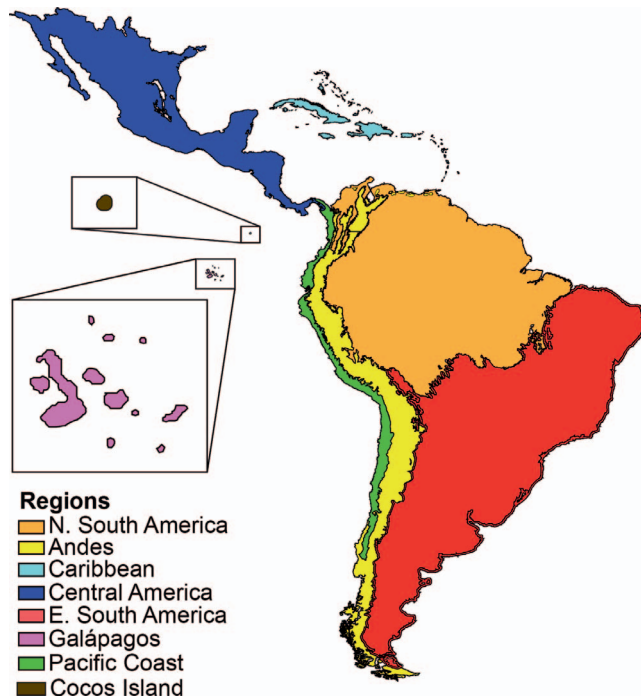 Regions
N. South America
Andes
Caribbean
Central America
E. South America
Galápagos
Pacific Coast
Cocos Island